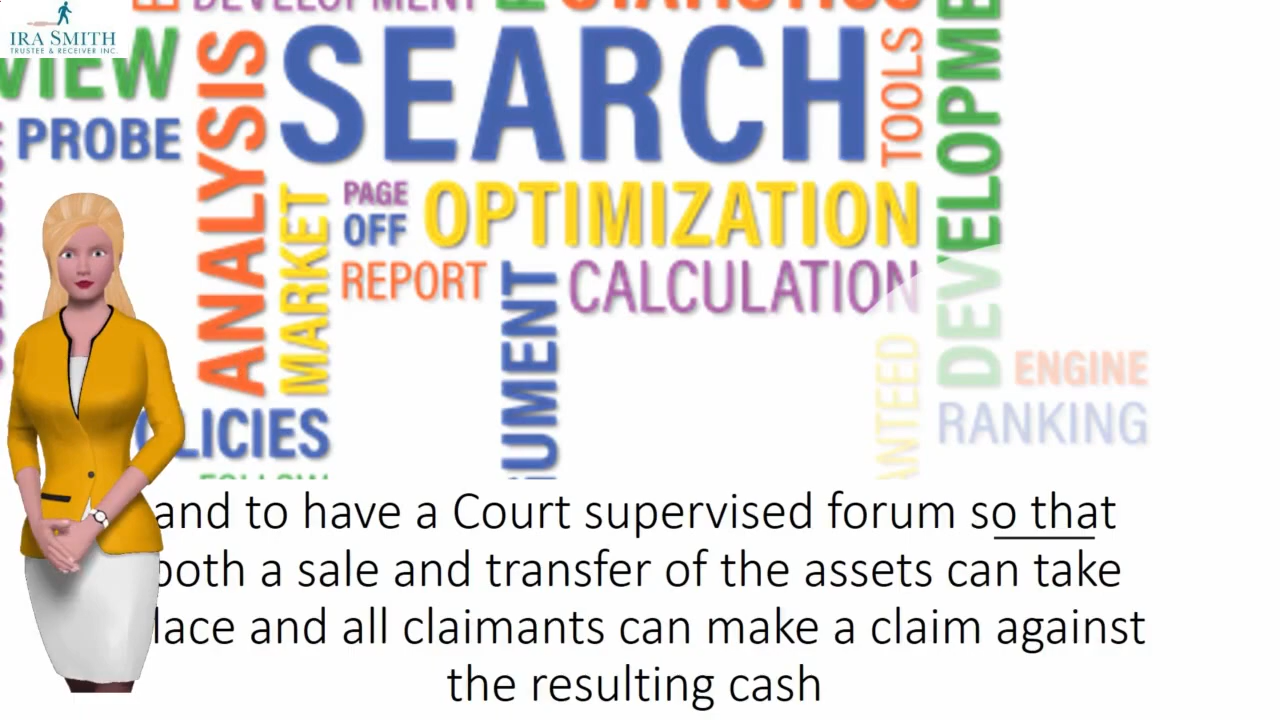 IRA SMITH
TRUSTEE & RECEIVER INC.
DEVELOPMENT
STATISTICS
VIEW
PROBE
ANALYSIS
SEARCH
TOOLS
MARKET
PAGE
OFF
OPTIMIZATION
REPORT
CALCULATION
ENGINE
RANKING
and to have a Court supervised forum so that
both a sale and transfer of the assets can take
lace and all claimants can make a claim against
the resulting cash